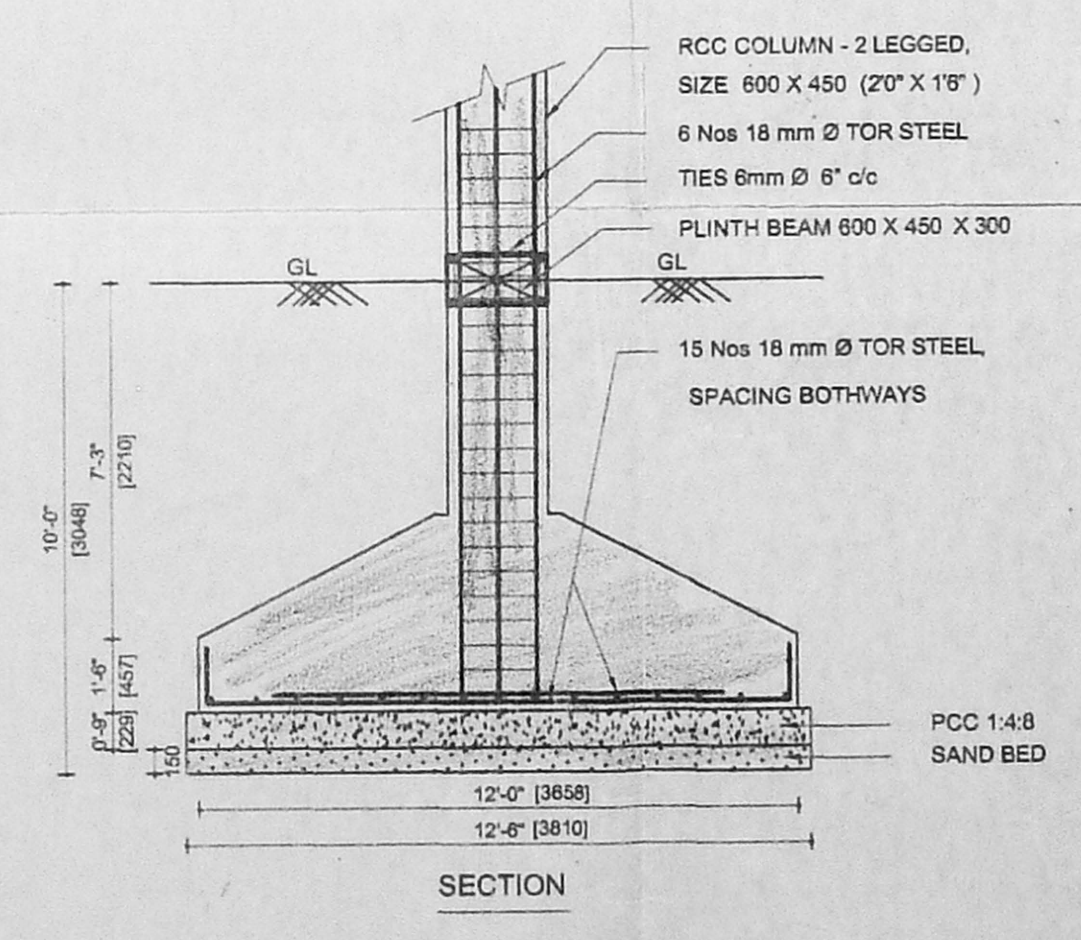 RCC COLUMN - 2 LEGGED,
SIZE 600 X 450 (2'0" X 1'6" )
6 Nos 18 mm Ø TOR STEEL
TIES 6mm Ø 6" c/c
PLINTH BEAM 600 X 450 X 300
GL
GL
15 Nos 18 mm Ø TOR STEEL,
SPACING BOTHWAYS
10'-0"
[3048]
7'-3"
[2210]
1'-6"
[457]
0'-9"
[229]
150
PCC 1:4:8
SAND BED
12'-0" [3658]
12'-6" [3810]
SECTION